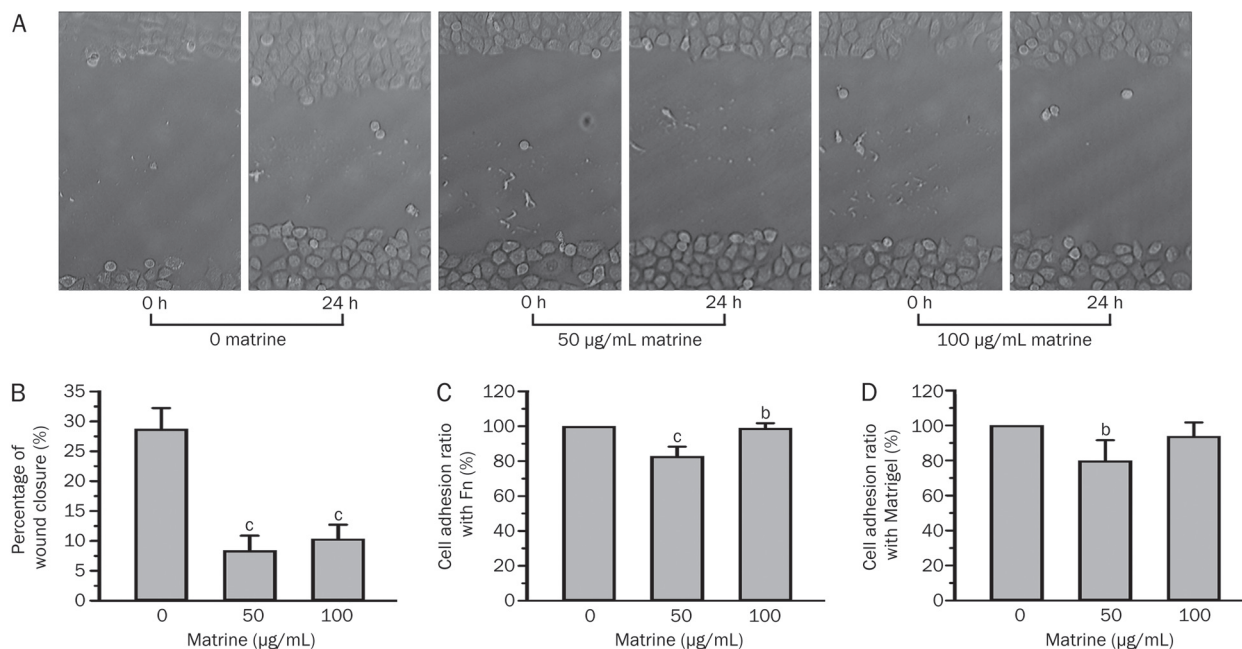 A
0 h
24 h
0 h
24 h
0 h
24 h
0 matrine
50 µg/mL matrine
100 µg/mL matrine
B
Percentage of
wound closure (%)
35
30
25
20
15
10
5
0
c
c
0
50
100
Matrine (µg/mL)
C
Cell adhesion ratio
with Fn (%)
120
100
80
60
40
20
0
c
b
0
50
100
Matrine (µg/mL)
D
Cell adhesion ratio
with Matrigel (%)
120
100
80
60
40
20
0
b
0
50
100
Matrine (µg/mL)